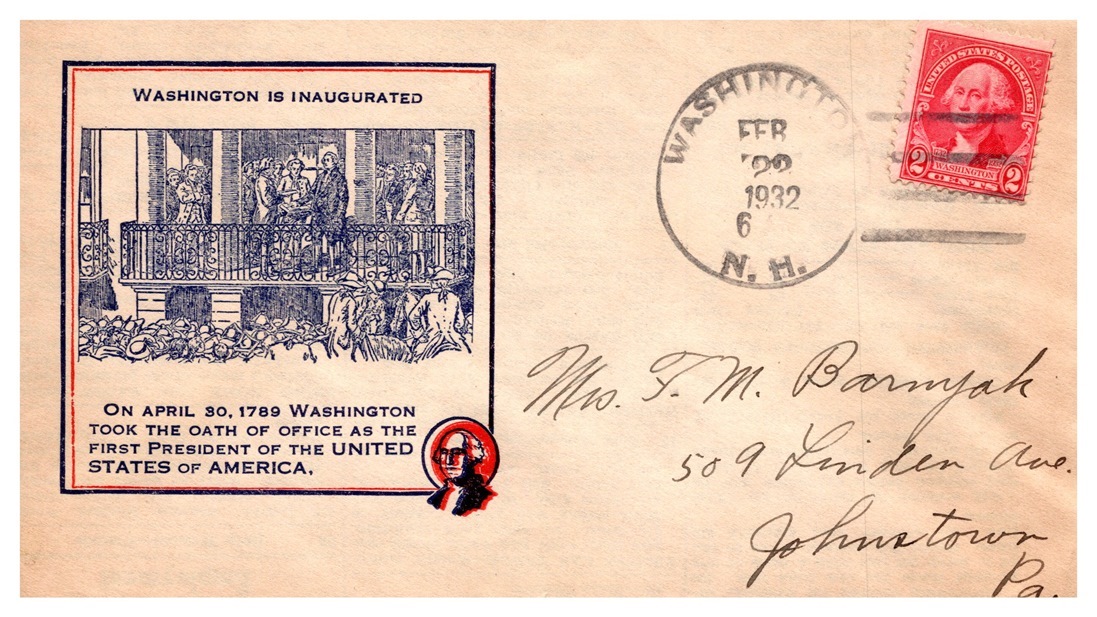 WASHINGTON IS INAUGURATED
ON APRIL 30, 1789 WASHINGTON
TOOK THE OATH OF OFFICE AS THE
FIRST PRESIDENT OF THE UNITED
STATES OF AMERICA,
WASHINGTON
FEB
22
1932
6
N. H.
UNITED STATES POSTAGE
2 WASHINGTON 2
CENTS
Mrs. F. M. Barnyak
509 Linden Ave.
Johnstown
Pa.